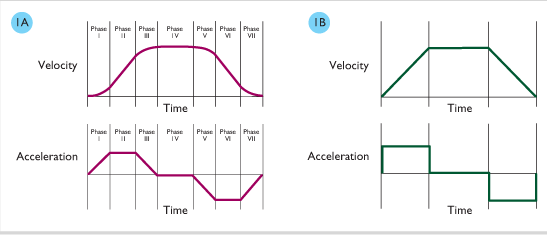 1A
Phase I
Phase II
Phase III
Phase IV
Phase V
Phase VI
Phase VII
Velocity
Time
Phase I
Phase II
Phase III
Phase IV
Phase V
Phase VI
Phase VII
Acceleration
Time
1B
Velocity
Time
Acceleration
Time